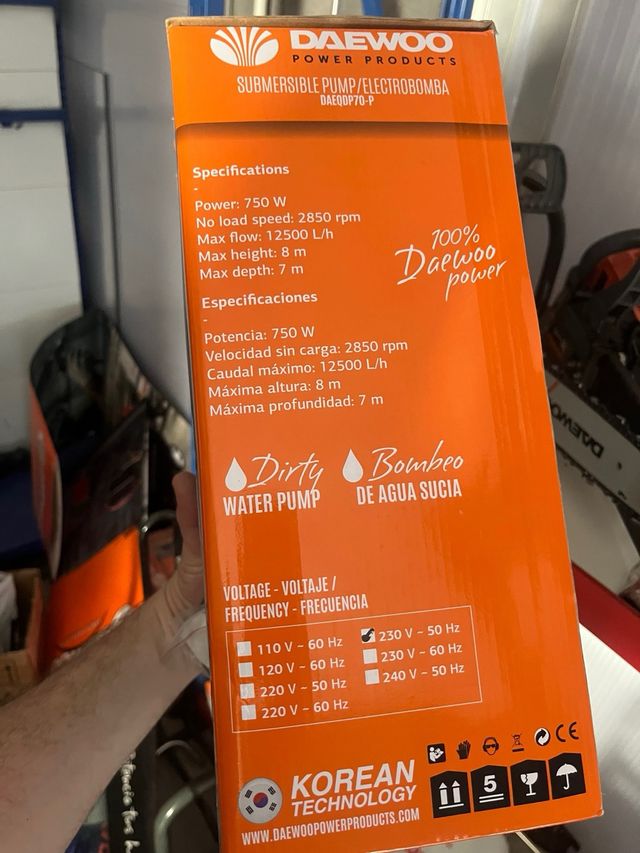 DAEWOO
POWER PRODUCTS
SUBMERSIBLE PUMP/ELECTROBOMBA
DAEQDP70-P
Specifications
-
Power: 750 W
No load speed: 2850 rpm
Max flow: 12500 L/h
Max height: 8 m
Max depth: 7 m
100%
Daewoo
power
Especificaciones
-
Potencia: 750 W
Velocidad sin carga: 2850 rpm
Caudal máximo: 12500 L/h
Máxima altura: 8 m
Máxima profundidad: 7 m
Dirty
WATER PUMP
Bombeo
DE AGUA SUCIA
VOLTAGE - VOLTAJE /
FREQUENCY - FRECUENCIA
110 V ~ 60 Hz
120 V ~ 60 Hz
220 V ~ 50 Hz
220 V ~ 60 Hz
230 V ~ 50 Hz
230 V ~ 60 Hz
240 V ~ 50 Hz
CE
5
KOREAN
TECHNOLOGY
WWW.DAEWOOPOWERPRODUCTS.COM
DAEWOO